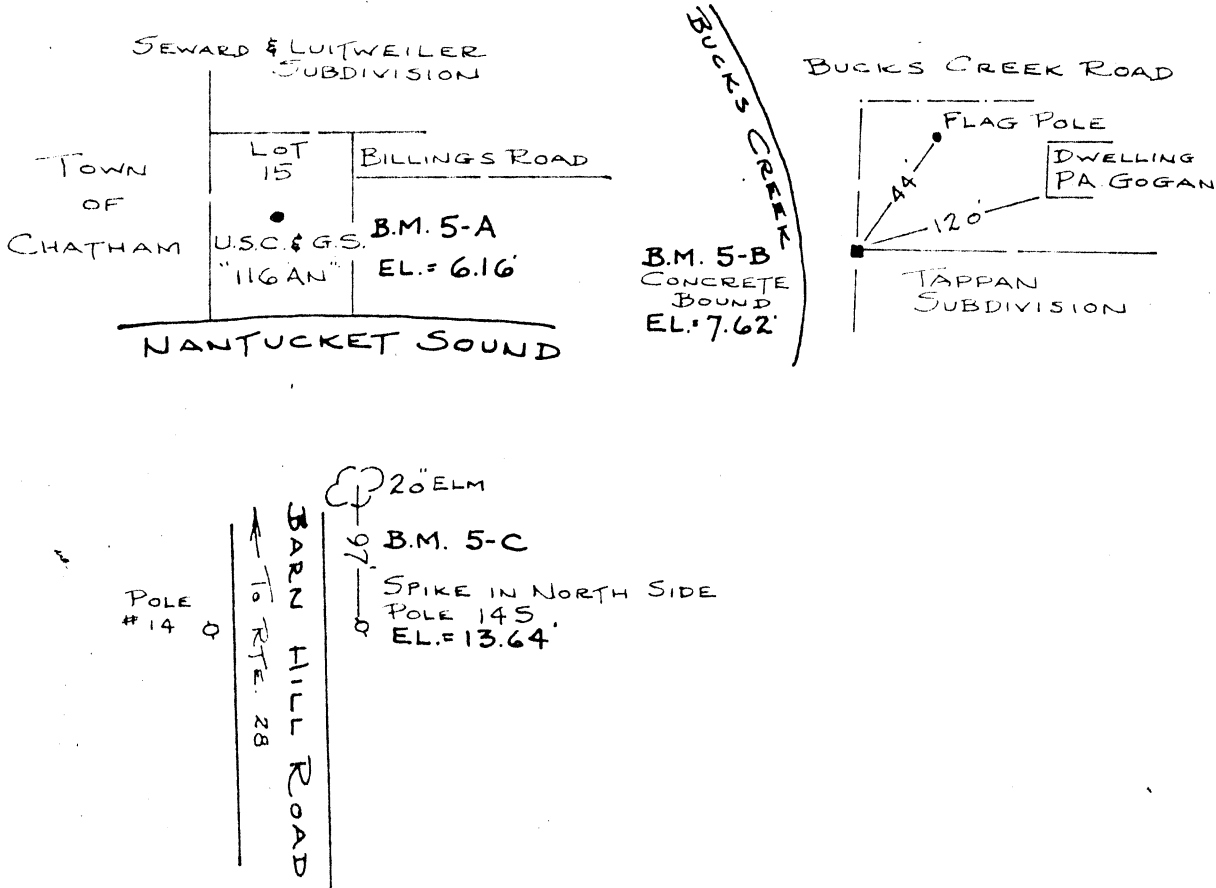 SEWARD & LUITWEILER
SUBDIVISION
TOWN
OF
CHATHAM
LOT
15
BILLINGS ROAD
U.S.C. & G.S.
"116 AN"
B.M. 5-A
EL. = 6.16'
NANTUCKET SOUND
BUCKS CREEK
BUCKS CREEK ROAD
FLAG POLE
44'
DWELLING
P.A. GOGAN
120'
B.M. 5-B
CONCRETE
BOUND
EL. = 7.62'
TAPPAN
SUBDIVISION
20" ELM
97'
B.M. 5-C
SPIKE IN NORTH SIDE
POLE 14S
EL. = 13.64'
POLE
# 14
TO RTE. 28
BARN HILL ROAD